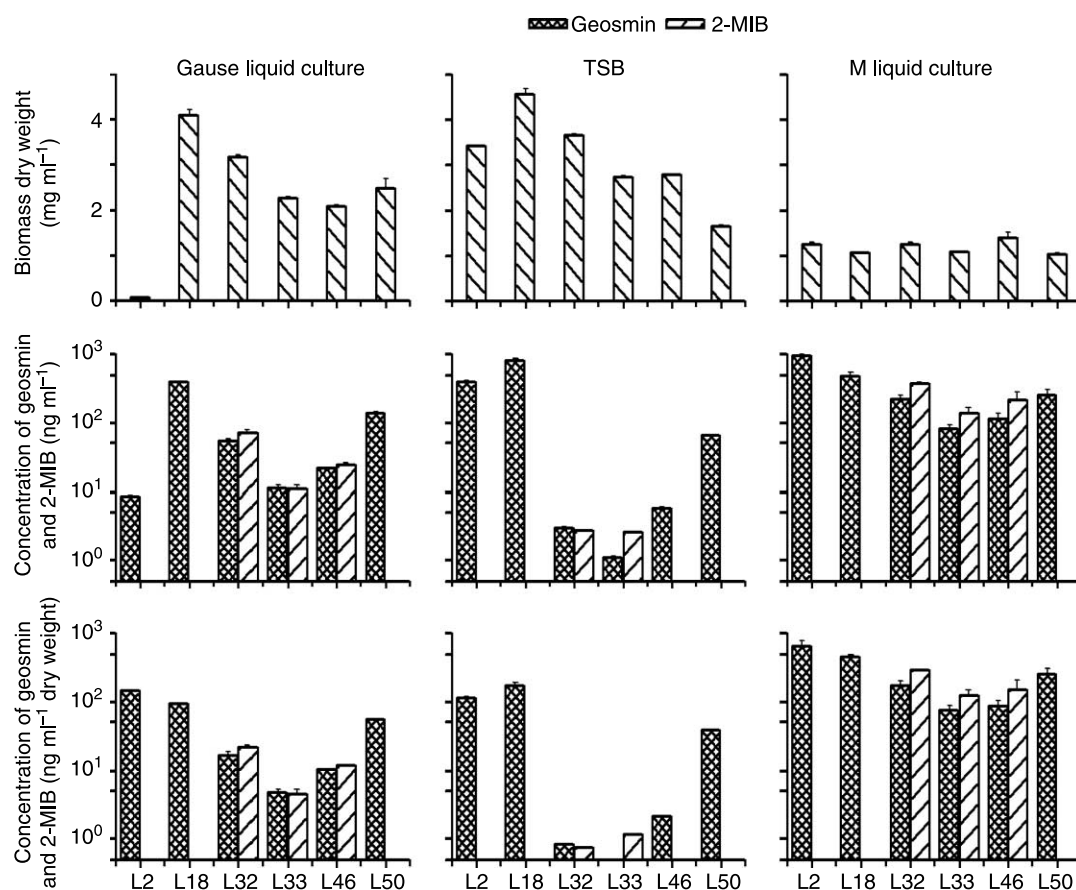 Geosmin 2-MIB
Gause liquid culture TSB M liquid culture
Biomass dry weight
(mg ml⁻¹)
4
2
0
Concentration of geosmin
and 2-MIB (ng ml⁻¹)
10³
10²
10¹
10⁰
Concentration of geosmin
and 2-MIB (ng ml⁻¹ dry weight)
10³
10²
10¹
10⁰
L2 L18 L32 L33 L46 L50 L2 L18 L32 L33 L46 L50 L2 L18 L32 L33 L46 L50